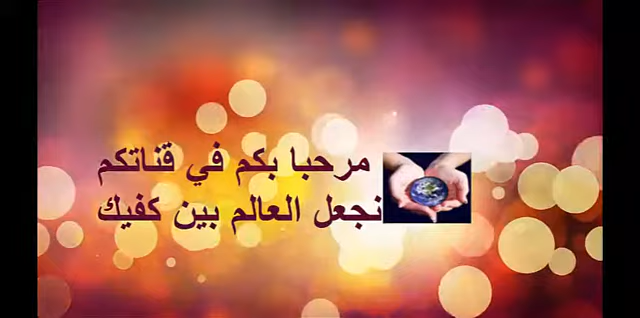 مرحبا بكم في قناتكم
نجعل العالم بين كفيك